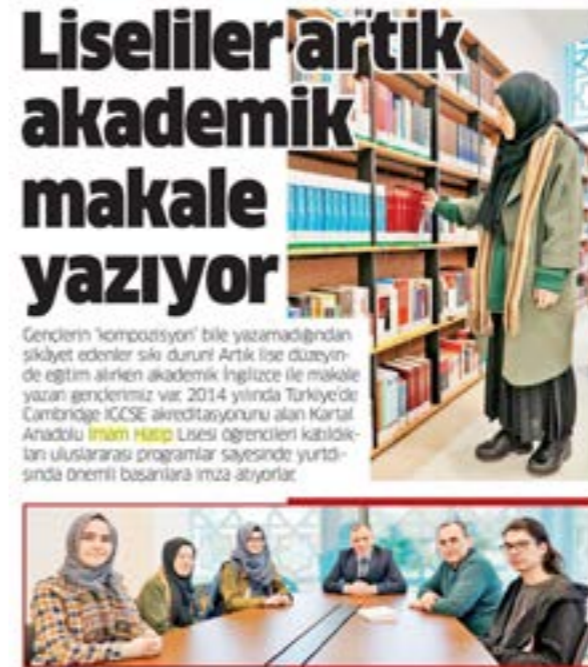 Liseliler artık
akademik
makale
yazıyor
Gençlerin 'kompozisyon' bile yazamadığından
şikâyet edenler sıkı durun! Artık lise düzeyin-
de eğitim alırken akademik İngilizce ile makale
yazan gençlerimiz var. 2014 yılında Türkiye'de
Cambridge IGCSE akreditasyonunu alan Kartal
Anadolu İmam Hatip Lisesi öğrencileri katıldık-
ları uluslararası programlar sayesinde yurtdı-
şında önemli başarılara imza atıyorlar.